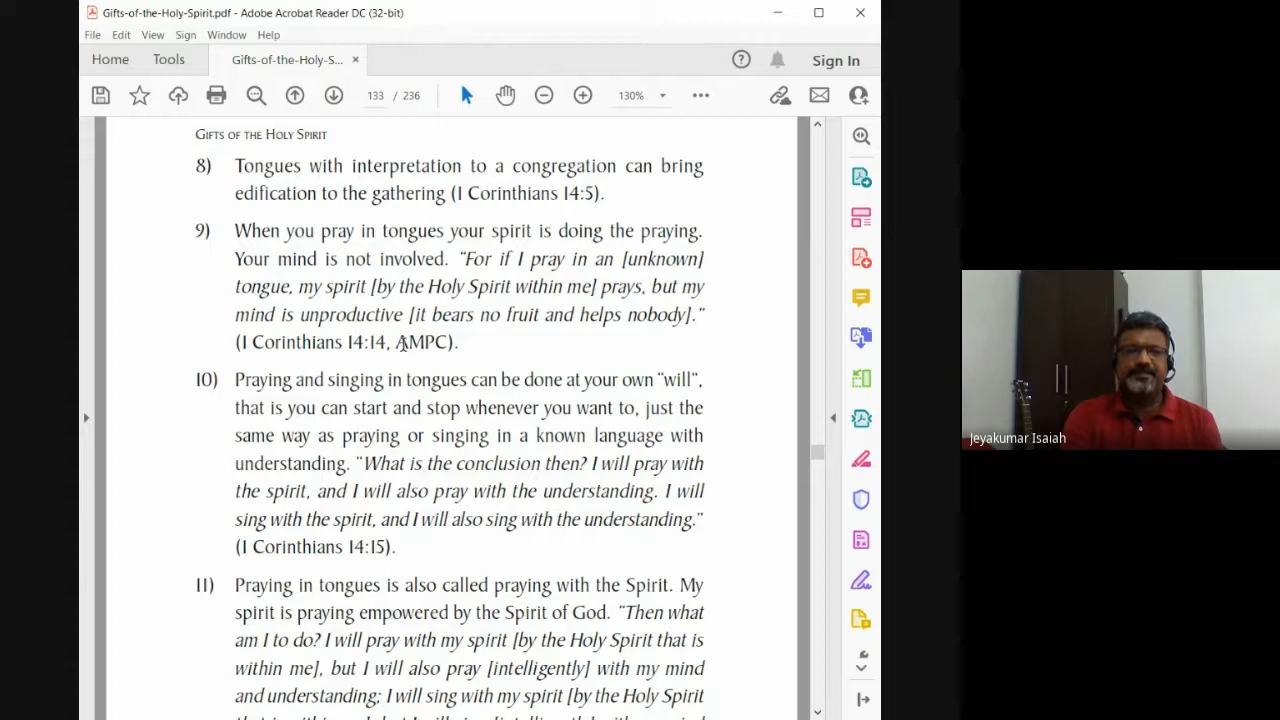 Gifts-of-the-Holy-Spirit.pdf - Adobe Acrobat Reader DC (32-bit)
File Edit View Sign Window Help
Home Tools Gifts-of-the-Holy-S... × Sign In
133 / 236 130%
GIFTS OF THE HOLY SPIRIT
8) Tongues with interpretation to a congregation can bring
edification to the gathering (I Corinthians 14:5).
9) When you pray in tongues your spirit is doing the praying.
Your mind is not involved. “For if I pray in an [unknown]
tongue, my spirit [by the Holy Spirit within me] prays, but my
mind is unproductive [it bears no fruit and helps nobody].”
(I Corinthians 14:14, AMPC).
10) Praying and singing in tongues can be done at your own “will”,
that is you can start and stop whenever you want to, just the
same way as praying or singing in a known language with
understanding. “What is the conclusion then? I will pray with
the spirit, and I will also pray with the understanding. I will
sing with the spirit, and I will also sing with the understanding.”
(I Corinthians 14:15).
11) Praying in tongues is also called praying with the Spirit. My
spirit is praying empowered by the Spirit of God. “Then what
am I to do? I will pray with my spirit [by the Holy Spirit that is
within me], but I will also pray [intelligently] with my mind
and understanding; I will sing with my spirit [by the Holy Spirit
Jeyakumar Isaiah